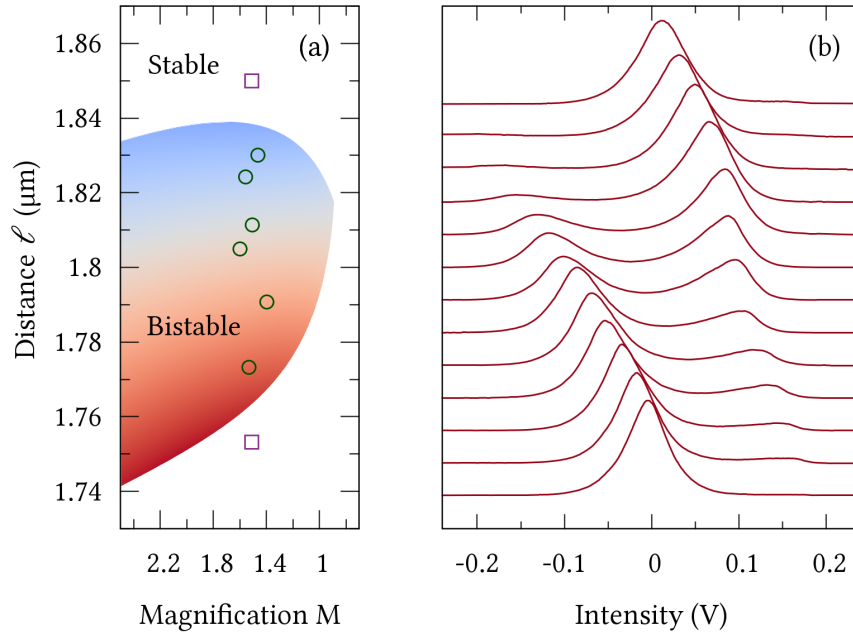 (a)
Stable
Bistable
1.86
1.84
1.82
1.8
1.78
1.76
1.74
Distance ℓ (μm)
2.2 1.8 1.4 1
Magnification M
(b)
-0.2 -0.1 0 0.1 0.2
Intensity (V)